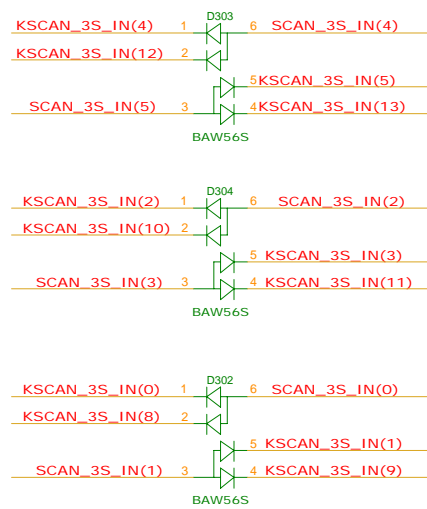 D303
KSCAN_3S_IN(4) 1 6 SCAN_3S_IN(4)
KSCAN_3S_IN(12) 2
5 KSCAN_3S_IN(5)
SCAN_3S_IN(5) 3 4 KSCAN_3S_IN(13)
BAW56S
D304
KSCAN_3S_IN(2) 1 6 SCAN_3S_IN(2)
KSCAN_3S_IN(10) 2
5 KSCAN_3S_IN(3)
SCAN_3S_IN(3) 3 4 KSCAN_3S_IN(11)
BAW56S
D302
KSCAN_3S_IN(0) 1 6 SCAN_3S_IN(0)
KSCAN_3S_IN(8) 2
5 KSCAN_3S_IN(1)
SCAN_3S_IN(1) 3 4 KSCAN_3S_IN(9)
BAW56S